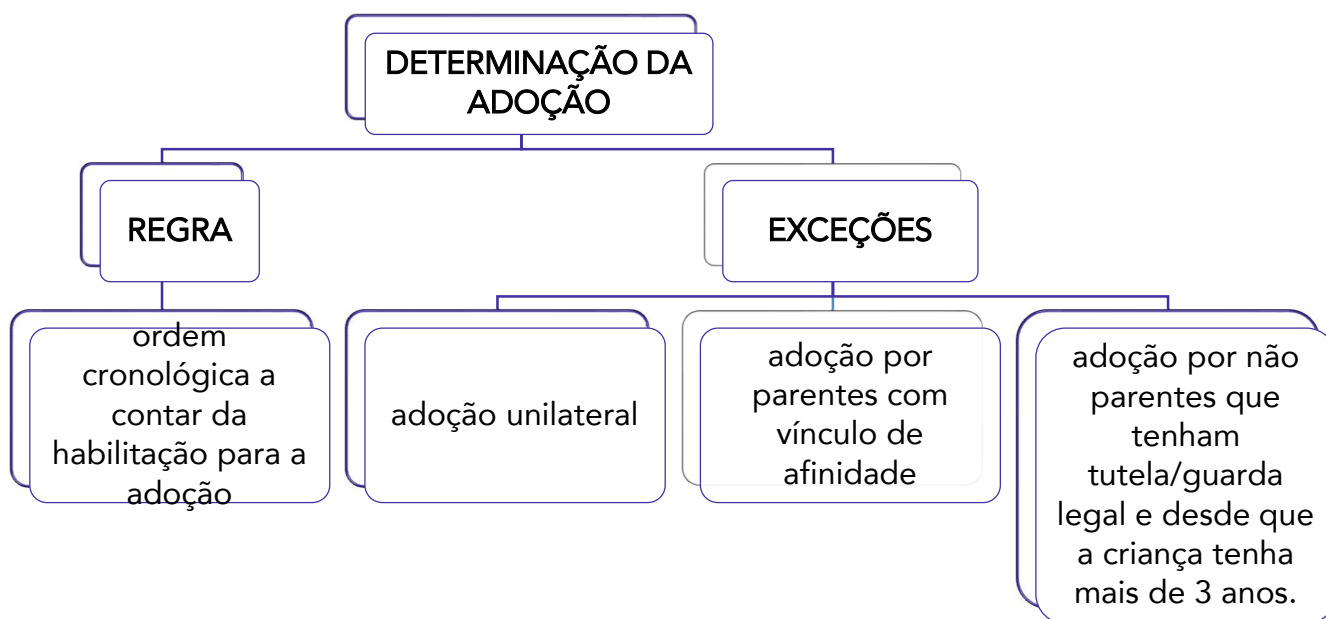 DETERMINAÇÃO DA
ADOÇÃO
REGRA
EXCEÇÕES
ordem
cronológica a
contar da
habilitação para a
adoção
adoção unilateral
adoção por
parentes com
vínculo de
afinidade
adoção por não
parentes que
tenham
tutela/guarda
legal e desde que
a criança tenha
mais de 3 anos.